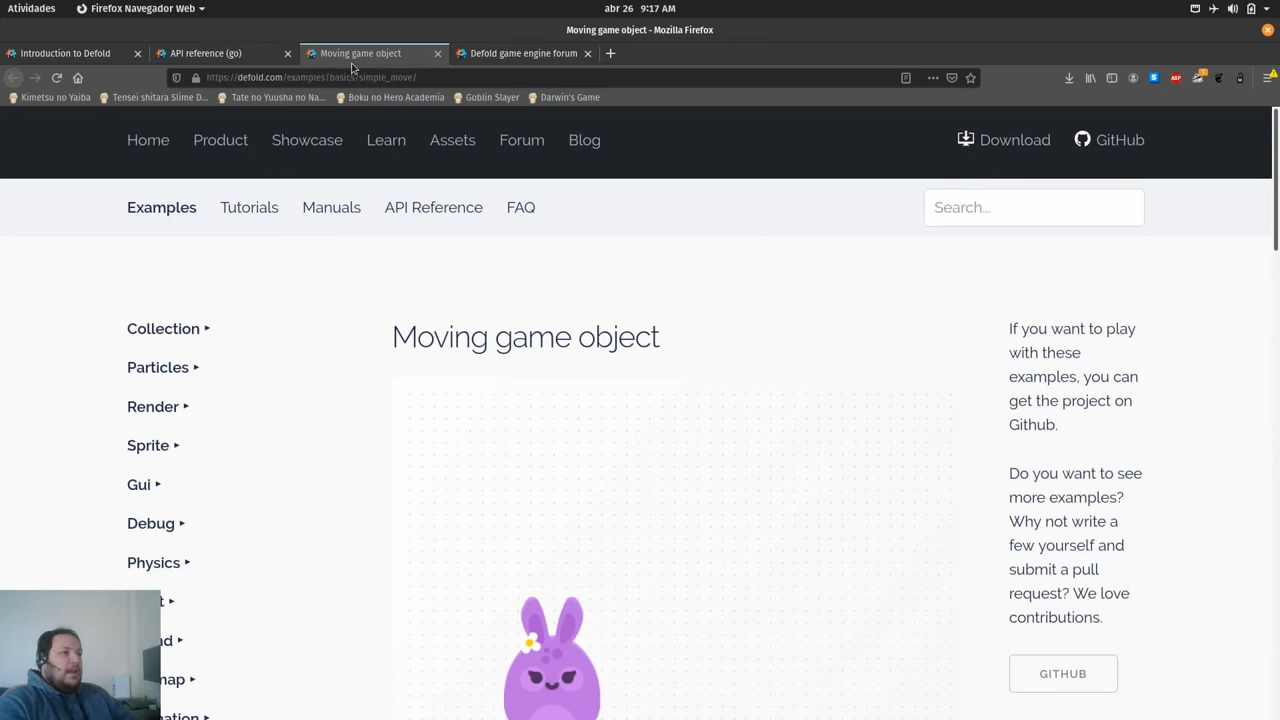 Atividades
Firefox Navegador Web
abr 26 9:17 AM
Moving game object - Mozilla Firefox
Introduction to Defold
API reference (go)
Moving game object
Defold game engine forum
https://defold.com/examples/basics/simple_move/
Kimetsu no Yaiba
Tensei shitara Slime D...
Tate no Yuusha no Na...
Boku no Hero Academia
Goblin Slayer
Darwin's Game
Home
Product
Showcase
Learn
Assets
Forum
Blog
Download
GitHub
Examples
Tutorials
Manuals
API Reference
FAQ
Search...
Collection
Particles
Render
Sprite
Gui
Debug
Physics
Moving game object
If you want to play
with these
examples, you can
get the project on
Github.
Do you want to see
more examples?
Why not write a
few yourself and
submit a pull
request? We love
contributions.
GITHUB